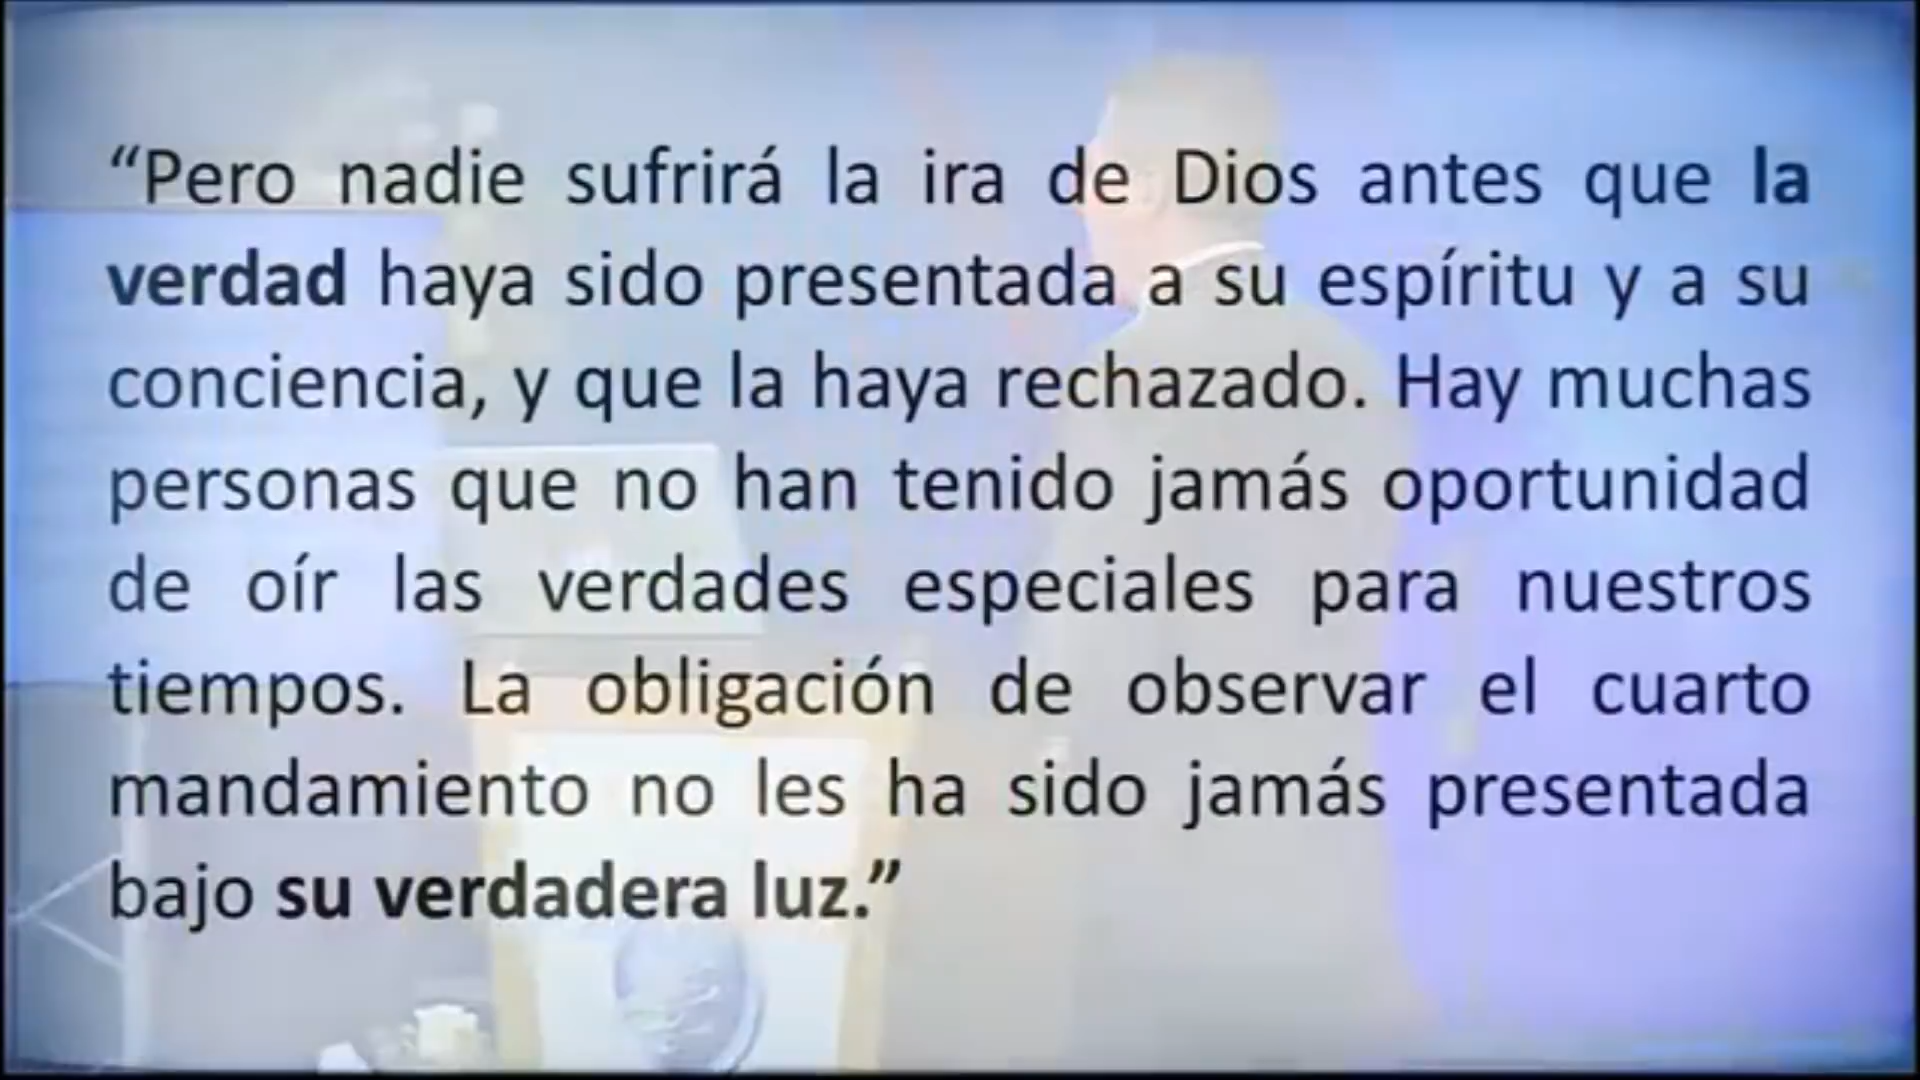 “Pero nadie sufrirá la ira de Dios antes que la
verdad haya sido presentada a su espíritu y a su
conciencia, y que la haya rechazado. Hay muchas
personas que no han tenido jamás oportunidad
de oír las verdades especiales para nuestros
tiempos. La obligación de observar el cuarto
mandamiento no les ha sido jamás presentada
bajo su verdadera luz.”